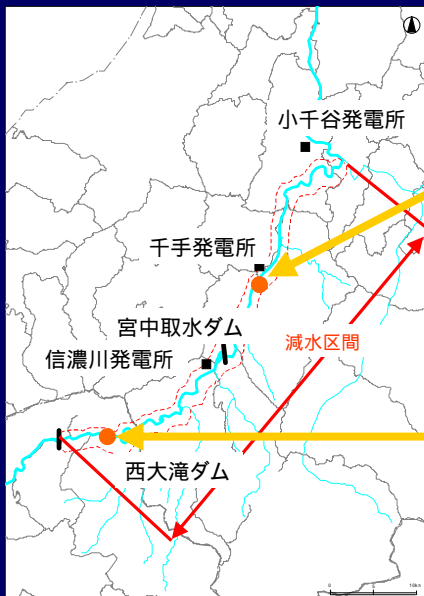 小千谷発電所
千手発電所
宮中取水ダム
減水区間
信濃川発電所
西大滝ダム